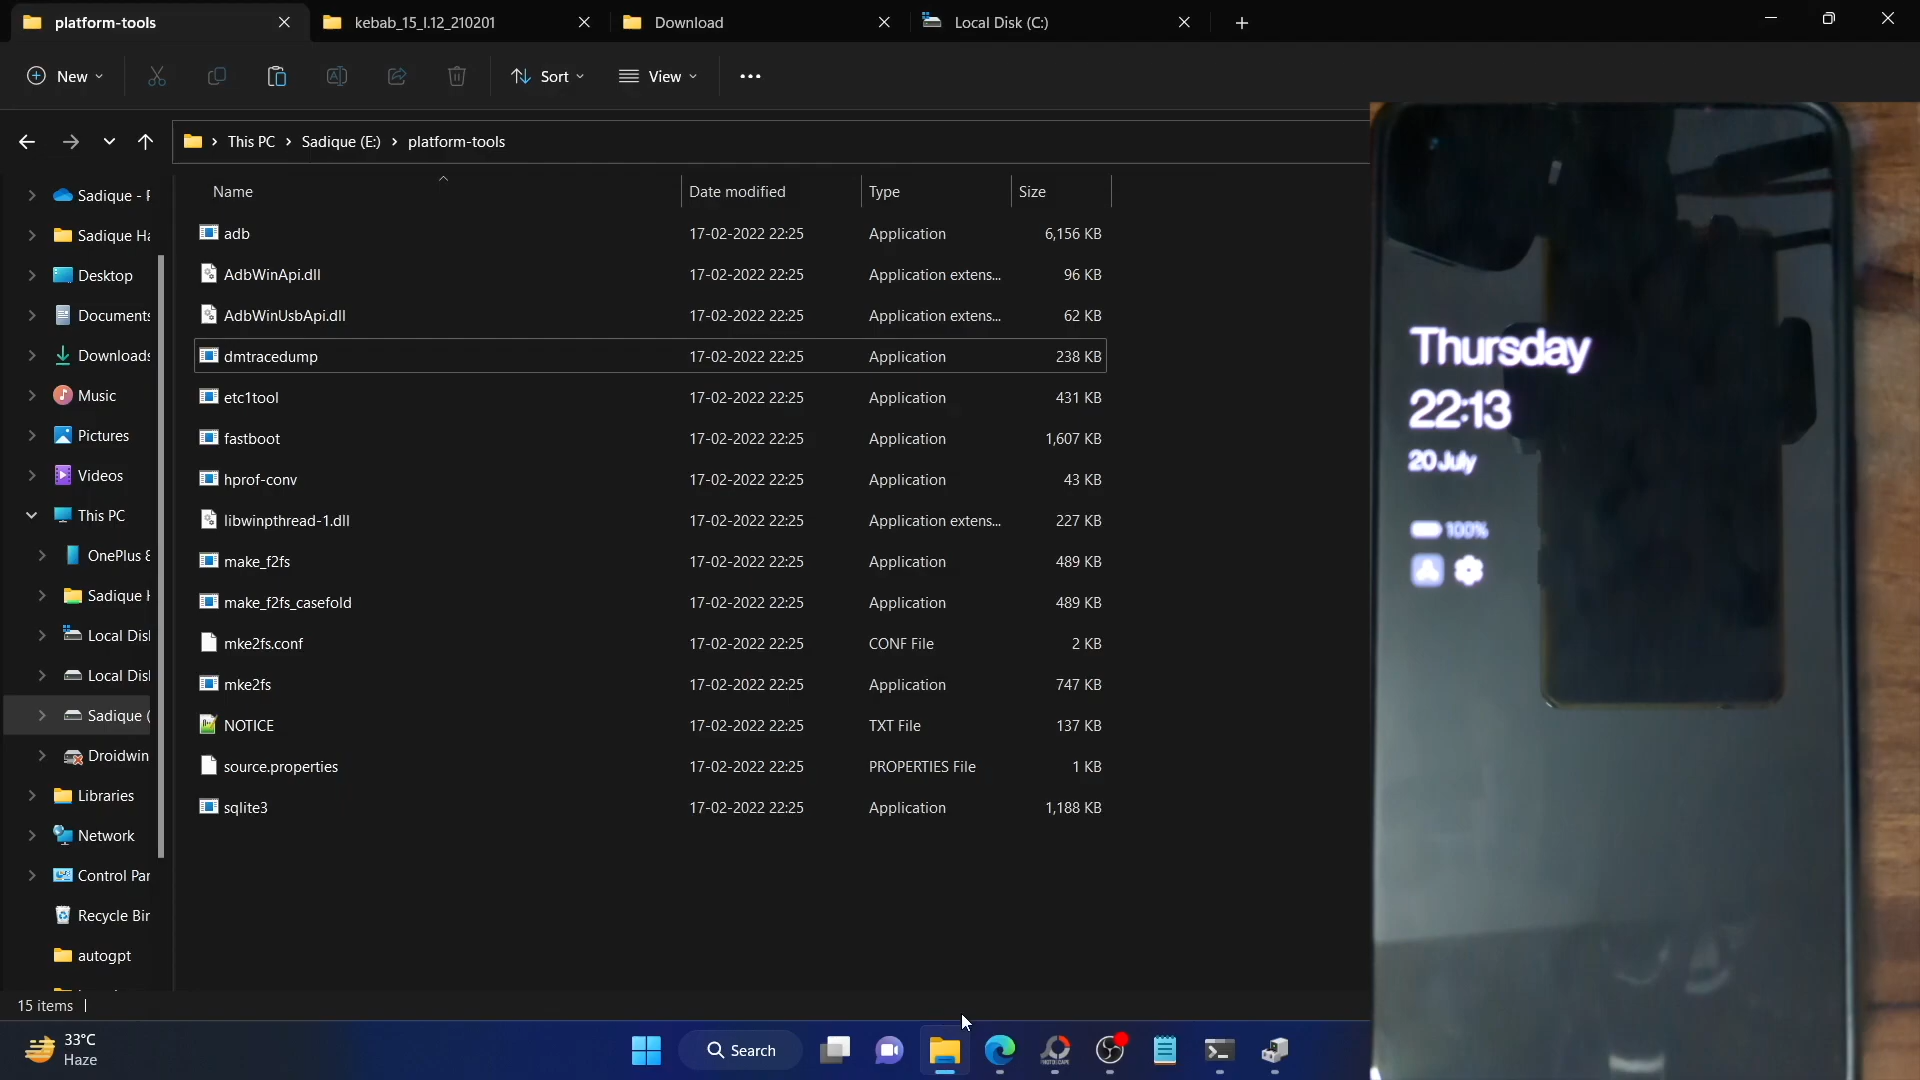 platform-tools
kebab_15_I.12_210201
Download
Local Disk (C:)
New
Sort
View
This PC
Sadique (E:)
platform-tools
Name
Date modified
Type
Size
adb 17-02-2022 22:25 Application 6,156 KB
AdbWinApi.dll 17-02-2022 22:25 Application extens... 96 KB
AdbWinUsbApi.dll 17-02-2022 22:25 Application extens... 62 KB
dmtracedump 17-02-2022 22:25 Application 238 KB
etc1tool 17-02-2022 22:25 Application 431 KB
fastboot 17-02-2022 22:25 Application 1,607 KB
hprof-conv 17-02-2022 22:25 Application 43 KB
libwinpthread-1.dll 17-02-2022 22:25 Application extens... 227 KB
make_f2fs 17-02-2022 22:25 Application 489 KB
make_f2fs_casefold 17-02-2022 22:25 Application 489 KB
mke2fs.conf 17-02-2022 22:25 CONF File 2 KB
mke2fs 17-02-2022 22:25 Application 747 KB
NOTICE 17-02-2022 22:25 TXT File 137 KB
source.properties 17-02-2022 22:25 PROPERTIES File 1 KB
sqlite3 17-02-2022 22:25 Application 1,188 KB
Sadique -
Sadique Ha
Desktop
Documents
Downloads
Music
Pictures
Videos
This PC
OnePlus 8
Sadique
Local Dis
Local Dis
Sadique (
Droidwin
Libraries
Network
Control Par
Recycle Bir
autogpt
15 items
33°C
Haze
Search
Thursday
22:13
20 July
100%